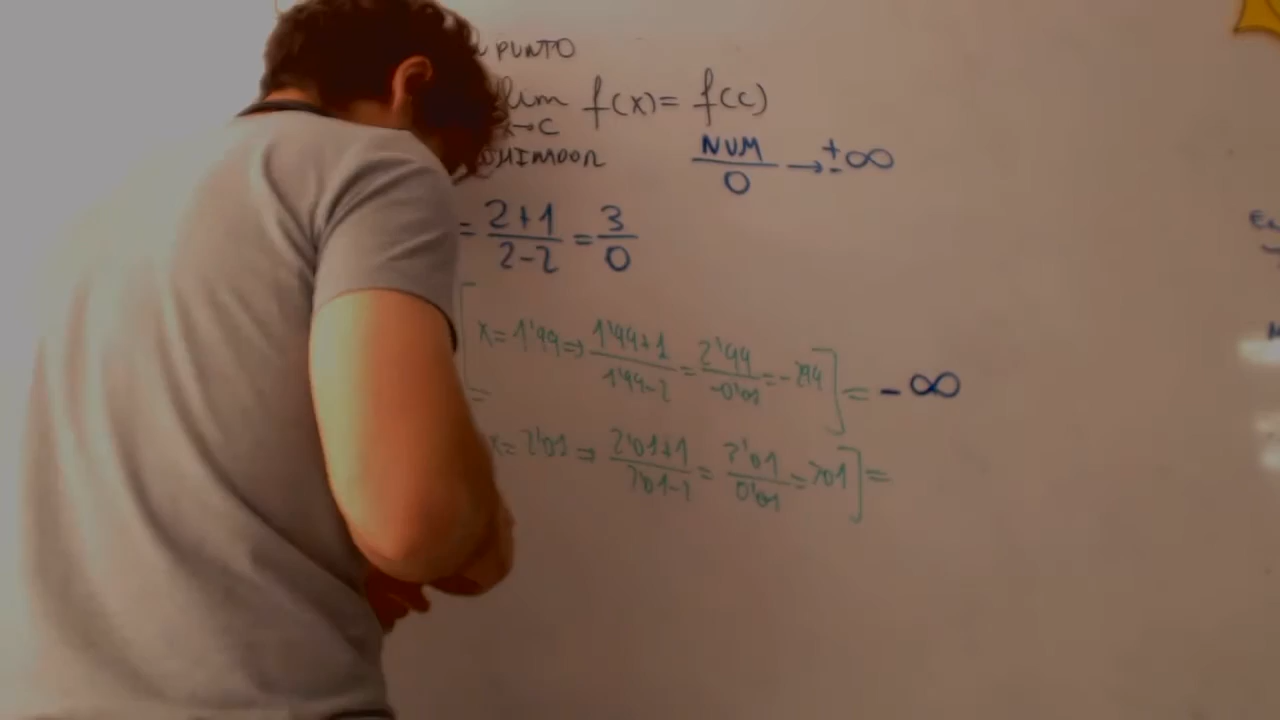 PUNTO
lim f(x) = f(c)
x→c
NUM/0 → ±∞
= 2+1/2-2 = 3/0
[x = 1'99 ⇒ 1'99+1/1'99-2 = 2'99/-0'01 = -299] = -∞
x = 2'01 ⇒ 2'01+1/2'01-2 = 3'01/0'01 = 301] =